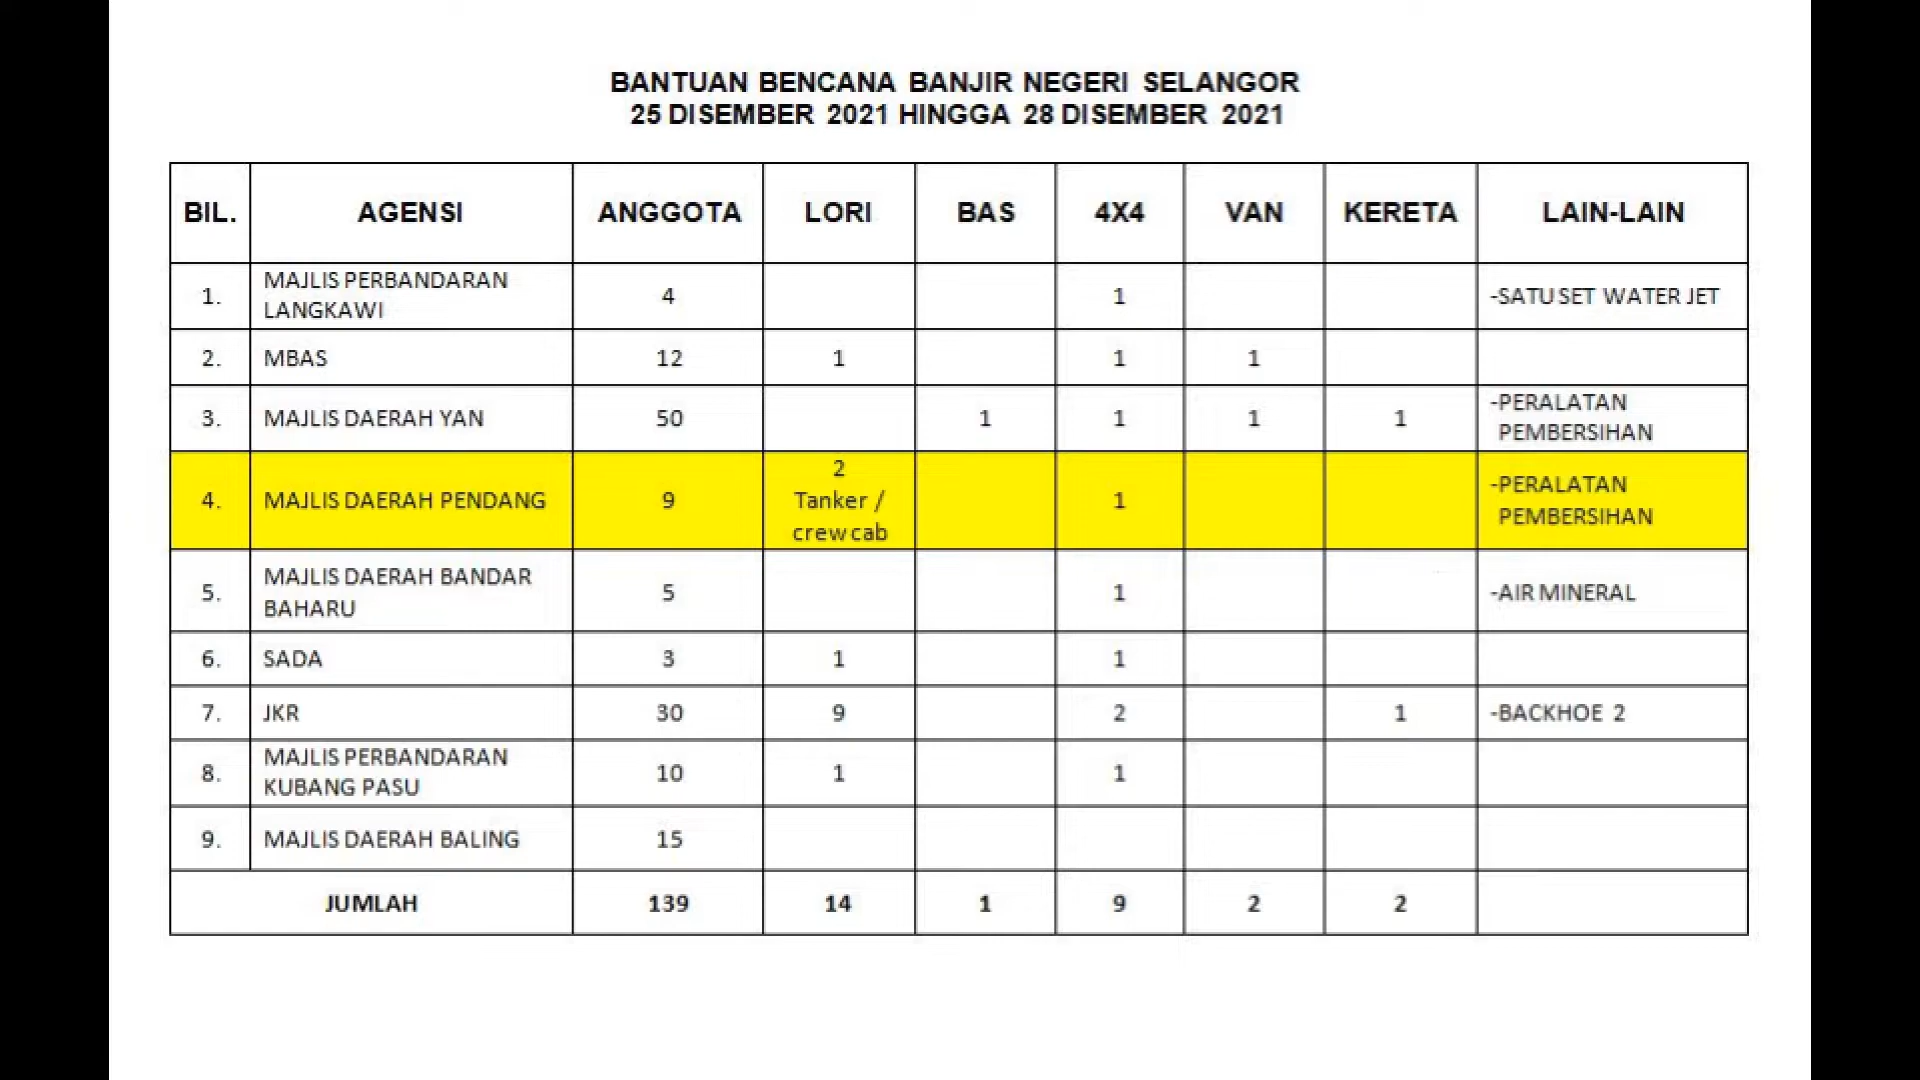 BANTUAN BENCANA BANJIR NEGERI SELANGOR
25 DISEMBER 2021 HINGGA 28 DISEMBER 2021
BIL. AGENSI ANGGOTA LORI BAS 4X4 VAN KERETA LAIN-LAIN
1. MAJLIS PERBANDARAN LANGKAWI 4 1 -SATU SET WATER JET
2. MBAS 12 1 1 1
3. MAJLIS DAERAH YAN 50 1 1 1 1 -PERALATAN PEMBERSIHAN
4. MAJLIS DAERAH PENDANG 9 2 Tanker / crew cab 1 -PERALATAN PEMBERSIHAN
5. MAJLIS DAERAH BANDAR BAHARU 5 1 -AIR MINERAL
6. SADA 3 1 1
7. JKR 30 9 2 1 -BACKHOE 2
8. MAJLIS PERBANDARAN KUBANG PASU 10 1 1
9. MAJLIS DAERAH BALING 15
JUMLAH 139 14 1 9 2 2